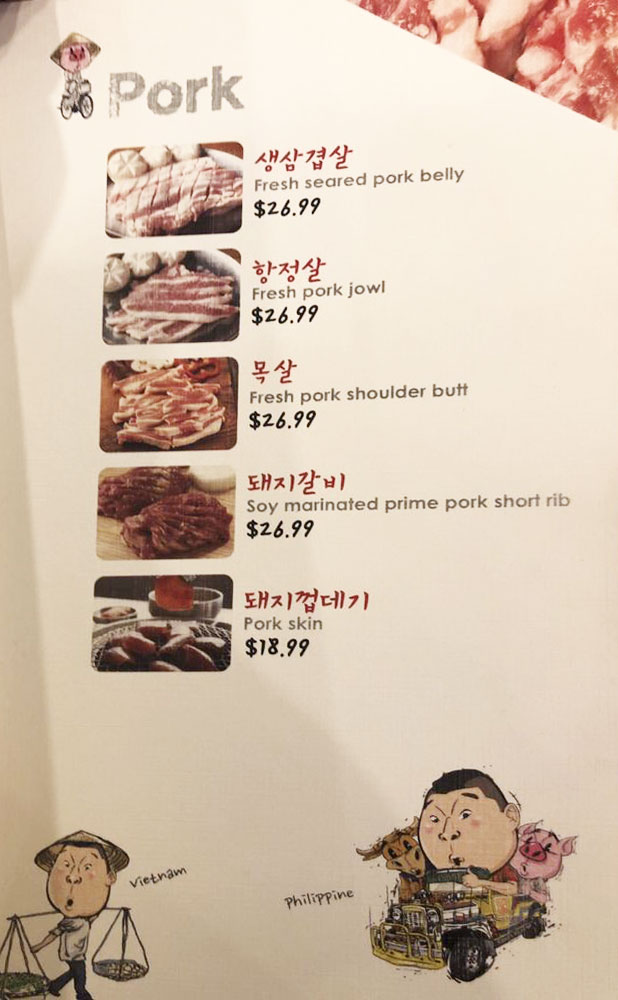 Pork
생삼겹살
Fresh seared pork belly
$26.99
항정살
Fresh pork jowl
$26.99
목살
Fresh pork shoulder butt
$26.99
돼지갈비
Soy marinated prime pork short rib
$26.99
돼지껍데기
Pork skin
$18.99
vietnam
philippine